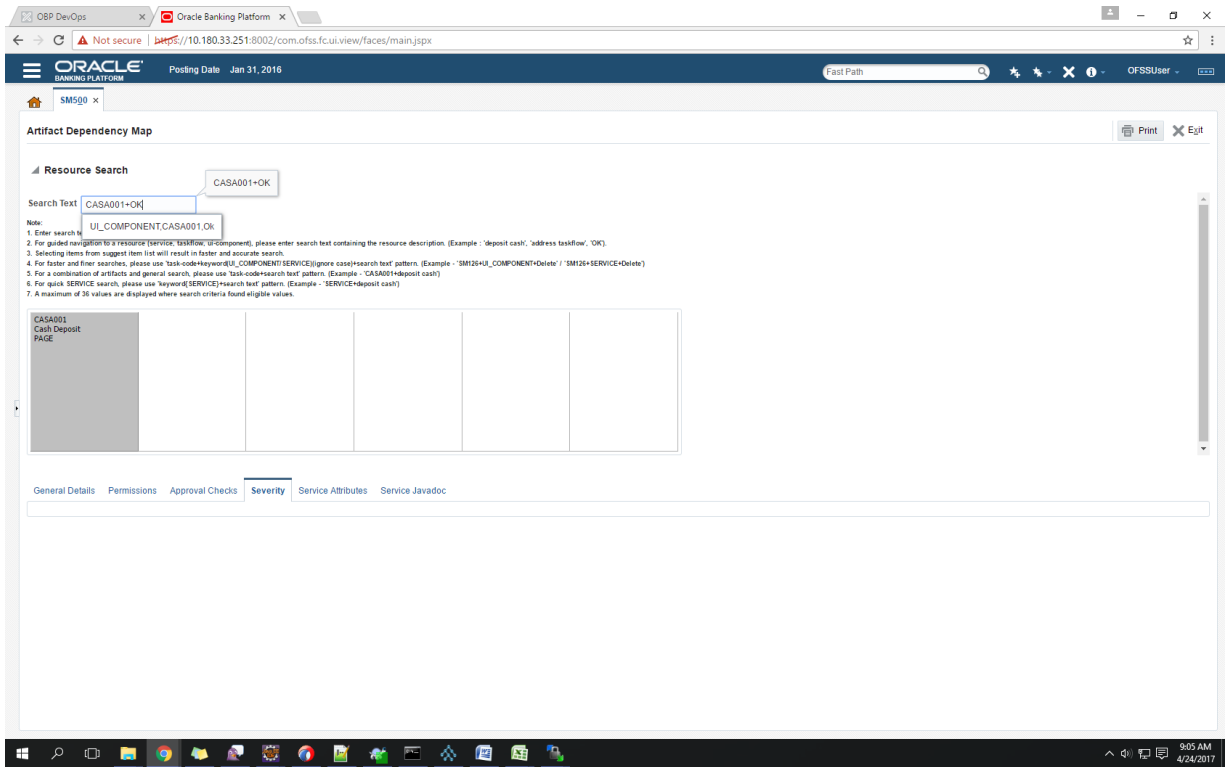 OBP DevOps
Oracle Banking Platform
Not secure | https://10.180.33.251:8002/com.ofss.fc.ui.view/faces/main.jspx
ORACLE
BANKING PLATFORM
Posting Date Jan 31, 2016
Fast Path
OFSSUser
SM500
Artifact Dependency Map
Print
Exit
Resource Search
CASA001+OK
Search Text CASA001+OK
UI_COMPONENT,CASA001,Ok
Note:
1. Enter search te
2. For guided navigation to a resource (service, taskflow, ui-component), please enter search text containing the resource description. (Example : 'deposit cash', 'address taskflow', 'OK').
3. Selecting items from suggest item list will result in faster and accurate search.
4. For faster and finer searches, please use 'task-code+keyword(UI_COMPONENT/SERVICE)(ignore case)+search text' pattern. (Example - 'SM126+UI_COMPONENT+Delete' / 'SM126+SERVICE+Delete')
5. For a combination of artifacts and general search, please use 'task-code+search text' pattern. (Example - 'CASA001+deposit cash')
6. For quick SERVICE search, please use 'keyword(SERVICE)+search text' pattern. (Example - 'SERVICE+deposit cash')
7. A maximum of 36 values are displayed where search criteria found eligible values.
CASA001
Cash Deposit
PAGE
General Details Permissions Approval Checks Severity Service Attributes Service Javadoc
9:05 AM
4/24/2017